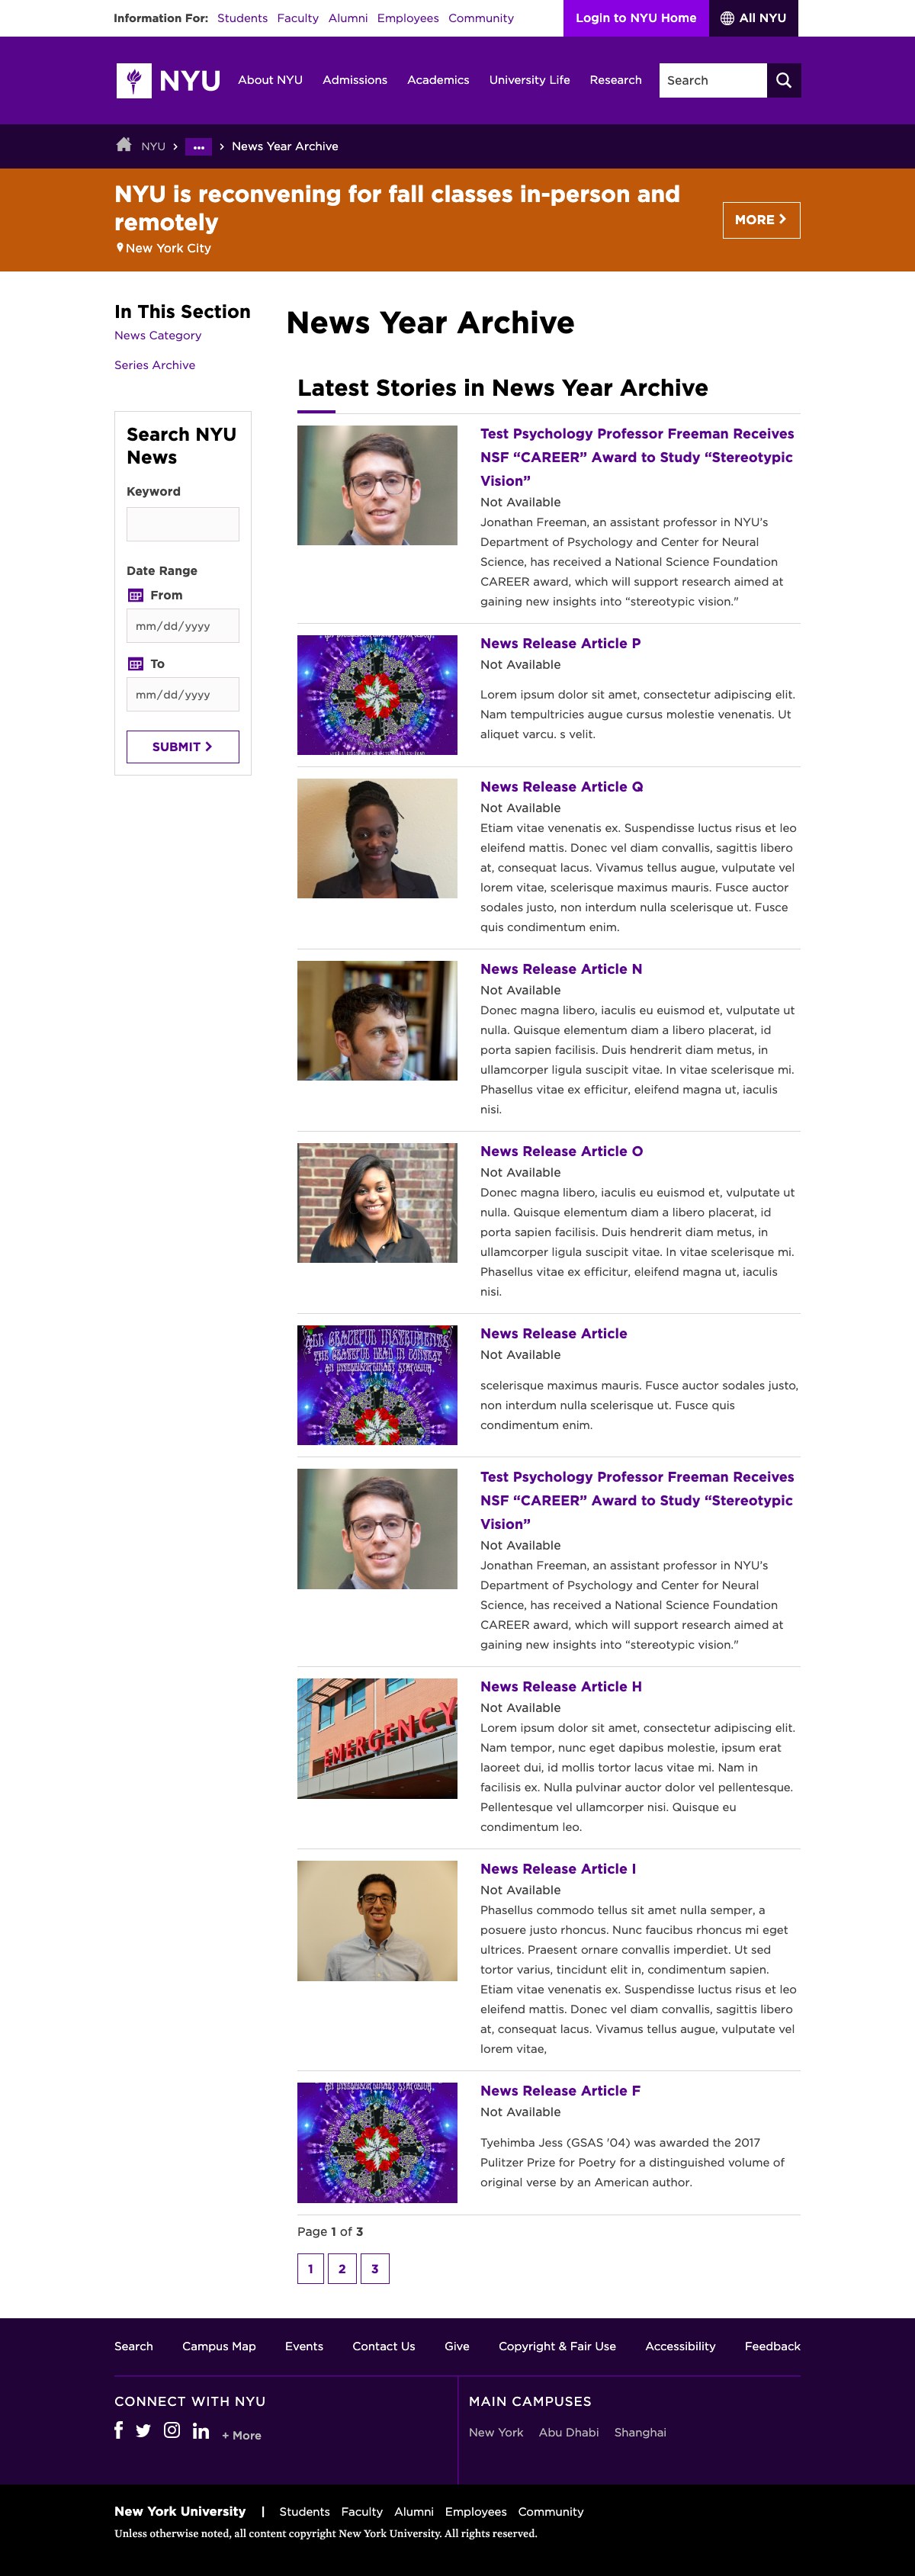 Information For: Students Faculty Alumni Employees Community
Login to NYU Home
All NYU
NYU
About NYU Admissions Academics University Life Research
Search
NYU > ••• > News Year Archive
NYU is reconvening for fall classes in-person and
remotely
New York City
MORE
In This Section
News Category
Series Archive
Search NYU
News
Keyword
Date Range
From
mm/dd/yyyy
To
mm/dd/yyyy
SUBMIT
News Year Archive
Latest Stories in News Year Archive
Test Psychology Professor Freeman Receives
NSF “CAREER” Award to Study “Stereotypic
Vision”
Not Available
Jonathan Freeman, an assistant professor in NYU's
Department of Psychology and Center for Neural
Science, has received a National Science Foundation
CAREER award, which will support research aimed at
gaining new insights into “stereotypic vision."
News Release Article P
Not Available
Lorem ipsum dolor sit amet, consectetur adipiscing elit.
Nam tempultricies augue cursus molestie venenatis. Ut
aliquet varcu. s velit.
News Release Article Q
Not Available
Etiam vitae venenatis ex. Suspendisse luctus risus et leo
eleifend mattis. Donec vel diam convallis, sagittis libero
at, consequat lacus. Vivamus tellus augue, vulputate vel
lorem vitae, scelerisque maximus mauris. Fusce auctor
sodales justo, non interdum nulla scelerisque ut. Fusce
quis condimentum enim.
News Release Article N
Not Available
Donec magna libero, iaculis eu euismod et, vulputate ut
nulla. Quisque elementum diam a libero placerat, id
porta sapien facilisis. Duis hendrerit diam metus, in
ullamcorper ligula suscipit vitae. In vitae scelerisque mi.
Phasellus vitae ex efficitur, eleifend magna ut, iaculis
nisi.
News Release Article O
Not Available
Donec magna libero, iaculis eu euismod et, vulputate ut
nulla. Quisque elementum diam a libero placerat, id
porta sapien facilisis. Duis hendrerit diam metus, in
ullamcorper ligula suscipit vitae. In vitae scelerisque mi.
Phasellus vitae ex efficitur, eleifend magna ut, iaculis
nisi.
ALL GRATEFUL INSTRUMENTS:
THE GRATEFUL DEAD IN CONTEXT,
AN INTERDISCIPLINARY SYMPOSIUM
News Release Article
Not Available
scelerisque maximus mauris. Fusce auctor sodales justo,
non interdum nulla scelerisque ut. Fusce quis
condimentum enim.
Test Psychology Professor Freeman Receives
NSF “CAREER” Award to Study “Stereotypic
Vision”
Not Available
Jonathan Freeman, an assistant professor in NYU's
Department of Psychology and Center for Neural
Science, has received a National Science Foundation
CAREER award, which will support research aimed at
gaining new insights into “stereotypic vision."
EMERGENCY
News Release Article H
Not Available
Lorem ipsum dolor sit amet, consectetur adipiscing elit.
Nam tempor, nunc eget dapibus molestie, ipsum erat
laoreet dui, id mollis tortor lacus vitae mi. Nam in
facilisis ex. Nulla pulvinar auctor dolor vel pellentesque.
Pellentesque vel ullamcorper nisi. Quisque eu
condimentum leo.
News Release Article I
Not Available
Phasellus commodo tellus sit amet nulla semper, a
posuere justo rhoncus. Nunc faucibus rhoncus mi eget
ultrices. Praesent ornare convallis imperdiet. Ut sed
tortor varius, tincidunt elit in, condimentum sapien.
Etiam vitae venenatis ex. Suspendisse luctus risus et leo
eleifend mattis. Donec vel diam convallis, sagittis libero
at, consequat lacus. Vivamus tellus augue, vulputate vel
lorem vitae,
News Release Article F
Not Available
Tyehimba Jess (GSAS '04) was awarded the 2017
Pulitzer Prize for Poetry for a distinguished volume of
original verse by an American author.
Page 1 of 3
1 2 3
Search Campus Map Events Contact Us Give Copyright & Fair Use Accessibility Feedback
CONNECT WITH NYU
+ More
MAIN CAMPUSES
New York Abu Dhabi Shanghai
New York University | Students Faculty Alumni Employees Community
Unless otherwise noted, all content copyright New York University. All rights reserved.